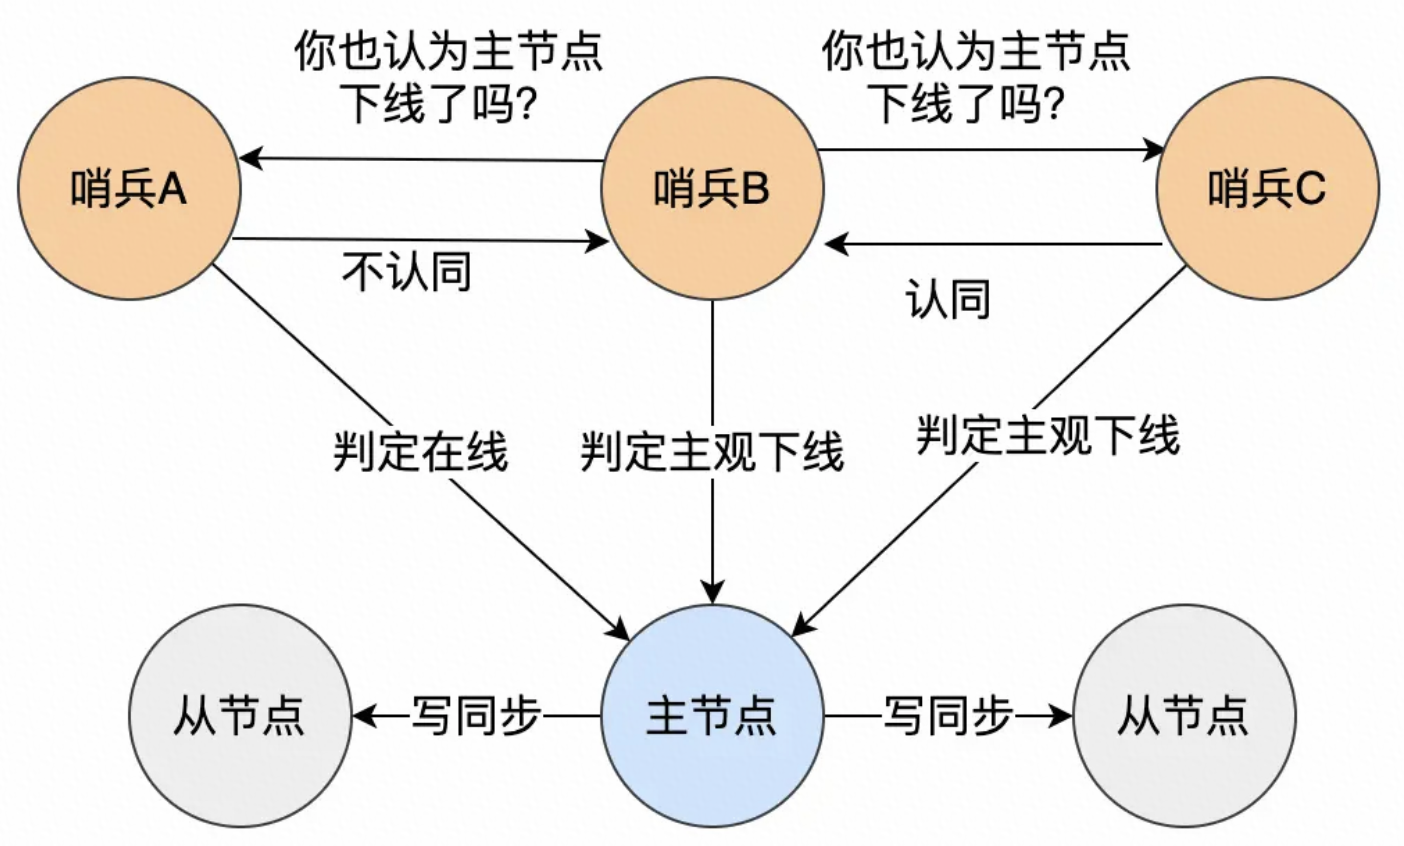 你也认为主节点
下线了吗？
你也认为主节点
下线了吗？
哨兵A
哨兵B
哨兵C
不认同
认同
判定在线
判定主观下线
判定主观下线
从节点
写同步
主节点
写同步
从节点